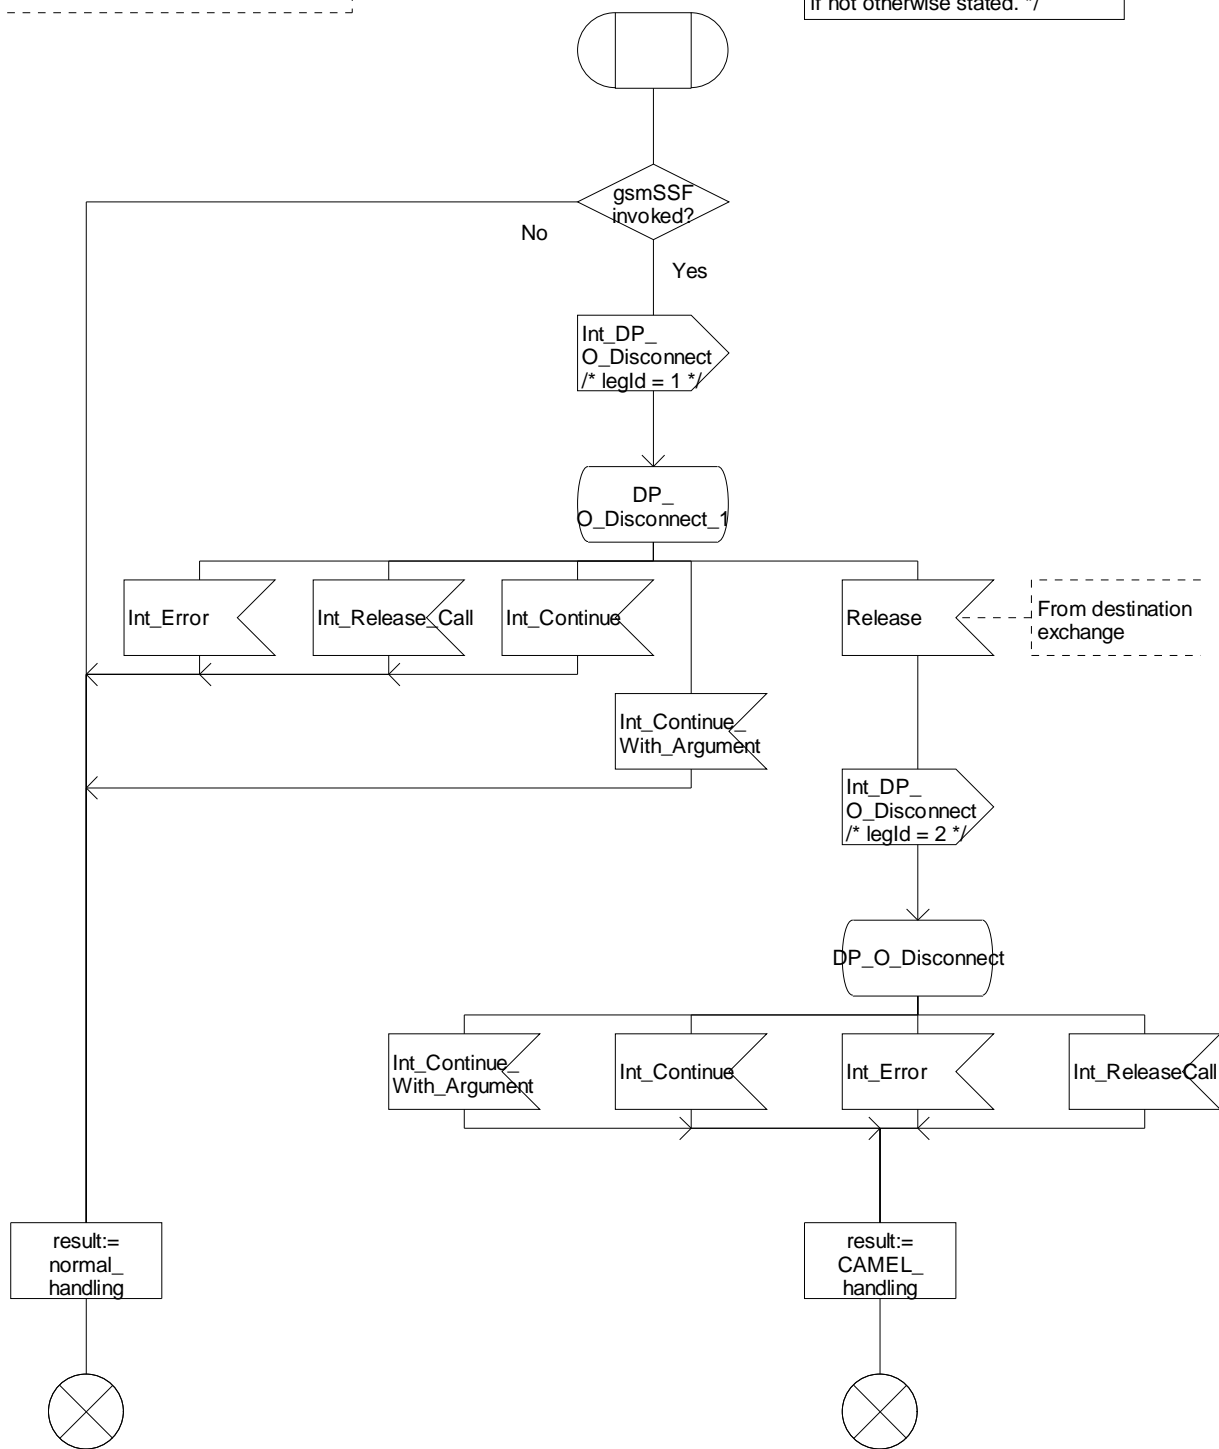 if not otherwise stated. */
gsmSSF
invoked?
No
Yes
Int_DP_
O_Disconnect
/* legId = 1 */
DP_
O_Disconnect_1
Int_Error
Int_Release_Call
Int_Continue
Release
From destination
exchange
Int_Continue_
With_Argument
Int_DP_
O_Disconnect
/* legId = 2 */
DP_O_Disconnect
Int_Continue_
With_Argument
Int_Continue
Int_Error
Int_ReleaseCall
result:=
normal_
handling
result:=
CAMEL_
handling